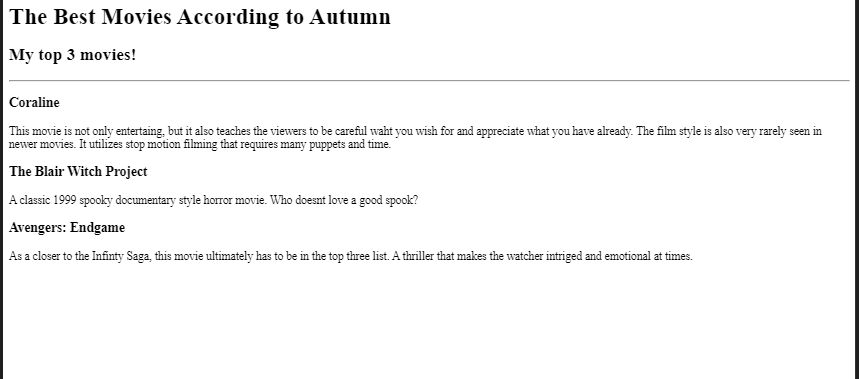 The Best Movies According to Autumn
My top 3 movies!
Coraline
This movie is not only entertaing, but it also teaches the viewers to be careful waht you wish for and appreciate what you have already. The film style is also very rarely seen in
newer movies. It utilizes stop motion filming that requires many puppets and time.
The Blair Witch Project
A classic 1999 spooky documentary style horror movie. Who doesnt love a good spook?
Avengers: Endgame
As a closer to the Infinty Saga, this movie ultimately has to be in the top three list. A thriller that makes the watcher intriged and emotional at times.